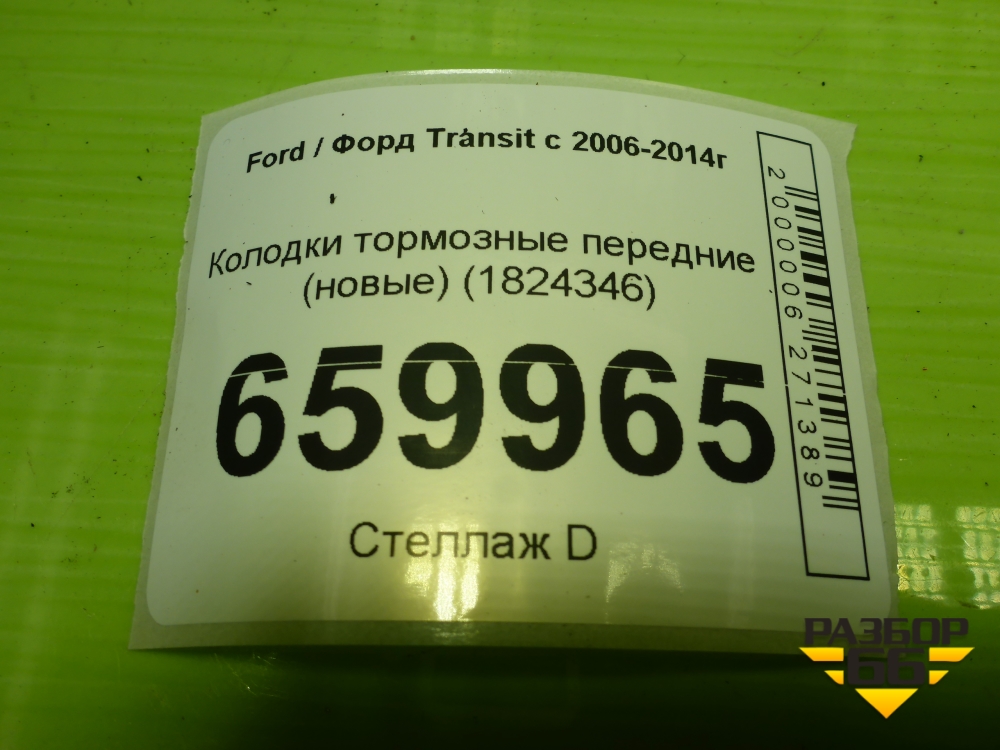 Ford / Форд Transit с 2006-2014г
Колодки тормозные передние
(новые) (1824346)
659965
Стеллаж D
2000006271389
РАЗБОР
66